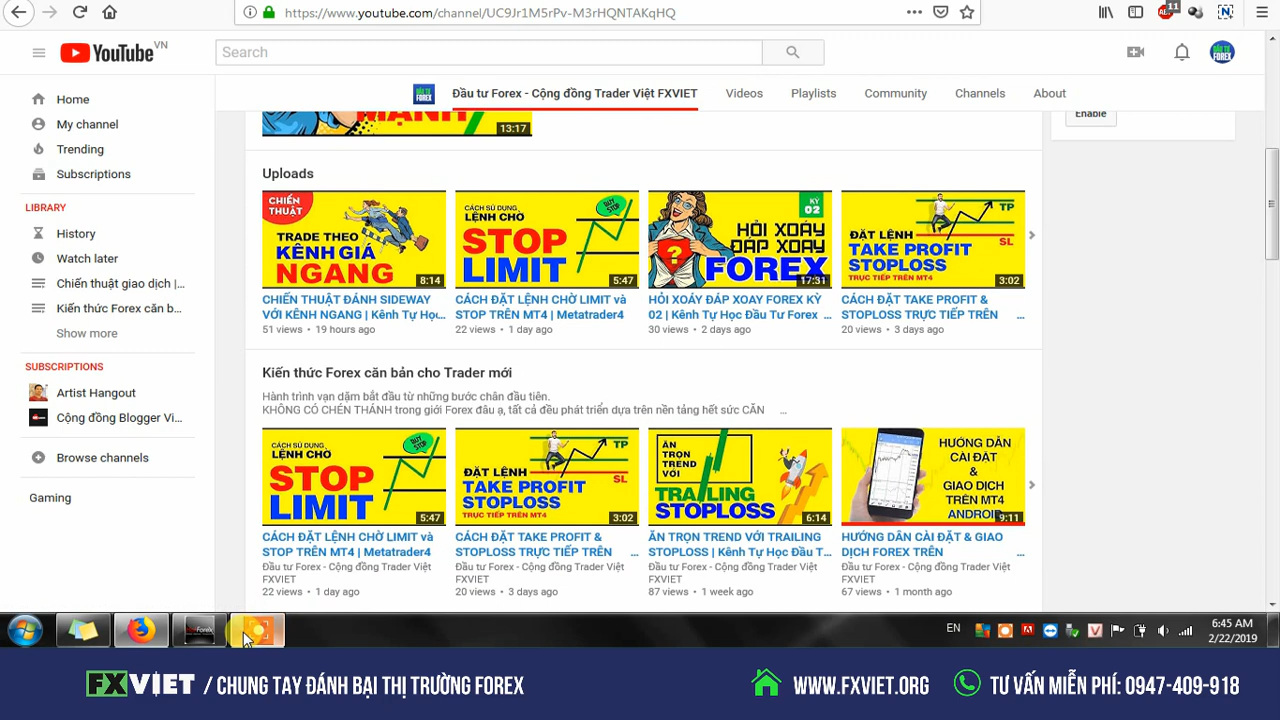 https://www.youtube.com/channel/UC9Jr1M5rPv-M3rHQNTAKqHQ
11
YouTube VN
Search
Đầu tư Forex - Cộng đồng Trader Việt FXVIET
Videos
Playlists
Community
Channels
About
Home
My channel
Trending
Subscriptions
LIBRARY
History
Watch later
Chiến thuật giao dịch |...
Kiến thức Forex căn b...
Show more
SUBSCRIPTIONS
Artist Hangout
Cộng đồng Blogger Vi...
Browse channels
Gaming
MẠNH
13:17
Enable
Uploads
CHIẾN THUẬT
TRADE THEO
KÊNH GIÁ
NGANG
8:14
CÁCH SỬ DỤNG
LỆNH CHỜ
STOP
LIMIT
BUY STOP
5:47
KỲ 02
HỎI XOÁY
ĐÁP XOAY
FOREX
17:31
TP
ĐẶT LỆNH
SL
TAKE PROFIT
STOPLOSS
TRỰC TIẾP TRÊN MT4
3:02
CHIẾN THUẬT ĐÁNH SIDEWAY
VỚI KÊNH NGANG | Kênh Tự Học...
51 views • 19 hours ago
CÁCH ĐẶT LỆNH CHỜ LIMIT và
STOP TRÊN MT4 | Metatrader4
22 views • 1 day ago
HỎI XOÁY ĐÁP XOAY FOREX KỲ
02 | Kênh Tự Học Đầu Tư Forex ...
30 views • 2 days ago
CÁCH ĐẶT TAKE PROFIT &
STOPLOSS TRỰC TIẾP TRÊN ...
20 views • 3 days ago
Kiến thức Forex căn bản cho Trader mới
Hành trình vạn dặm bắt đầu từ những bước chân đầu tiên.
KHÔNG CÓ CHÉN THÁNH trong giới Forex đâu ạ, tất cả đều phát triển dựa trên nền tảng hết sức CĂN ...
CÁCH SỬ DỤNG
LỆNH CHỜ
STOP
LIMIT
BUY STOP
5:47
TP
ĐẶT LỆNH
SL
TAKE PROFIT
STOPLOSS
TRỰC TIẾP TRÊN MT4
3:02
ĂN
TRỌN
TREND
VỚI
TRAILING
STOPLOSS
6:14
HƯỚNG DẪN
CÀI ĐẶT
&
GIAO DỊCH
TRÊN MT4
ANDROID
9:11
CÁCH ĐẶT LỆNH CHỜ LIMIT và
STOP TRÊN MT4 | Metatrader4
Đầu tư Forex - Cộng đồng Trader Việt
FXVIET
22 views • 1 day ago
CÁCH ĐẶT TAKE PROFIT &
STOPLOSS TRỰC TIẾP TRÊN ...
Đầu tư Forex - Cộng đồng Trader Việt
FXVIET
20 views • 3 days ago
ĂN TRỌN TREND VỚI TRAILING
STOPLOSS | Kênh Tự Học Đầu T...
Đầu tư Forex - Cộng đồng Trader Việt
FXVIET
87 views • 1 week ago
HƯỚNG DẪN CÀI ĐẶT & GIAO
DỊCH FOREX TRÊN ...
Đầu tư Forex - Cộng đồng Trader Việt
FXVIET
67 views • 1 month ago
EN
6:45 AM
2/22/2019
FXVIET / CHUNG TAY ĐÁNH BẠI THỊ TRƯỜNG FOREX
WWW.FXVIET.ORG
TƯ VẤN MIỄN PHÍ: 0947-409-918